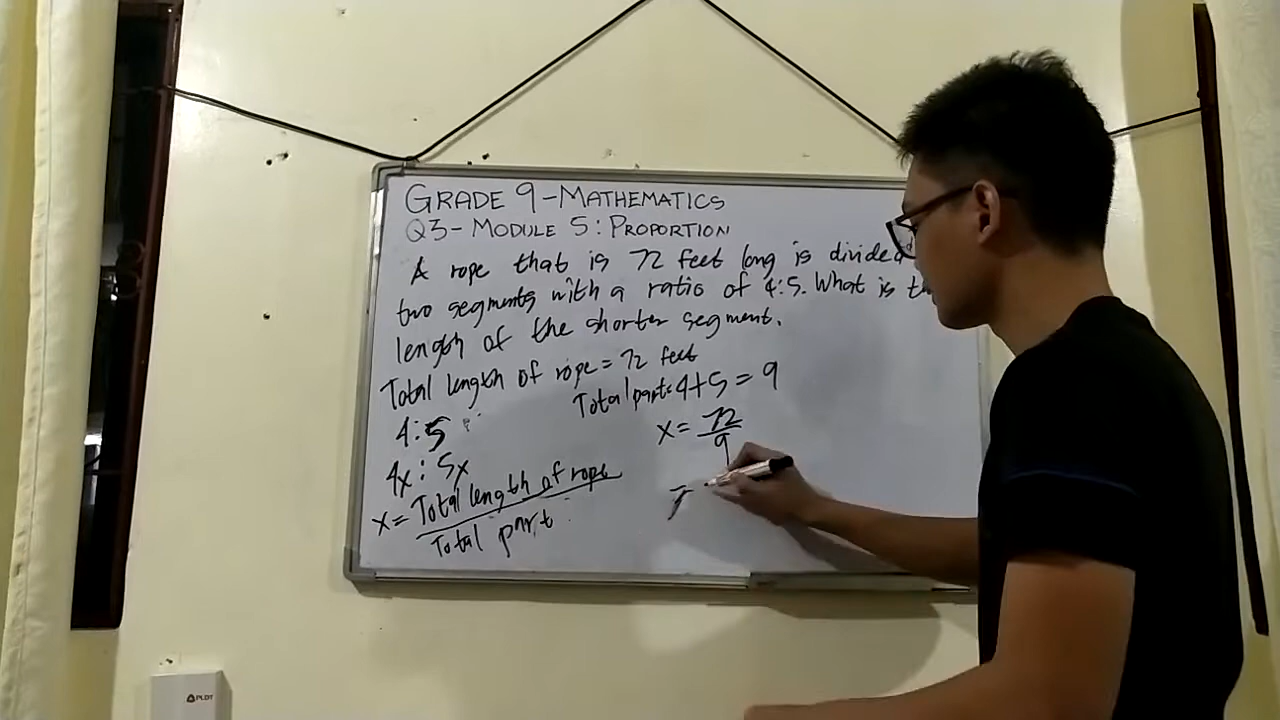 GRADE 9-MATHEMATICS
Q3-MODULE 5: PROPORTION
A rope that is 72 feet long is divided
two segments with a ratio of 4:5. What is
length of the shorter segment.
Total length of rope = 72 feet
Total part: 4+5 = 9
4:5
x = 72
9
4x : 5x
x = Total length of rope
Total part
PLDT